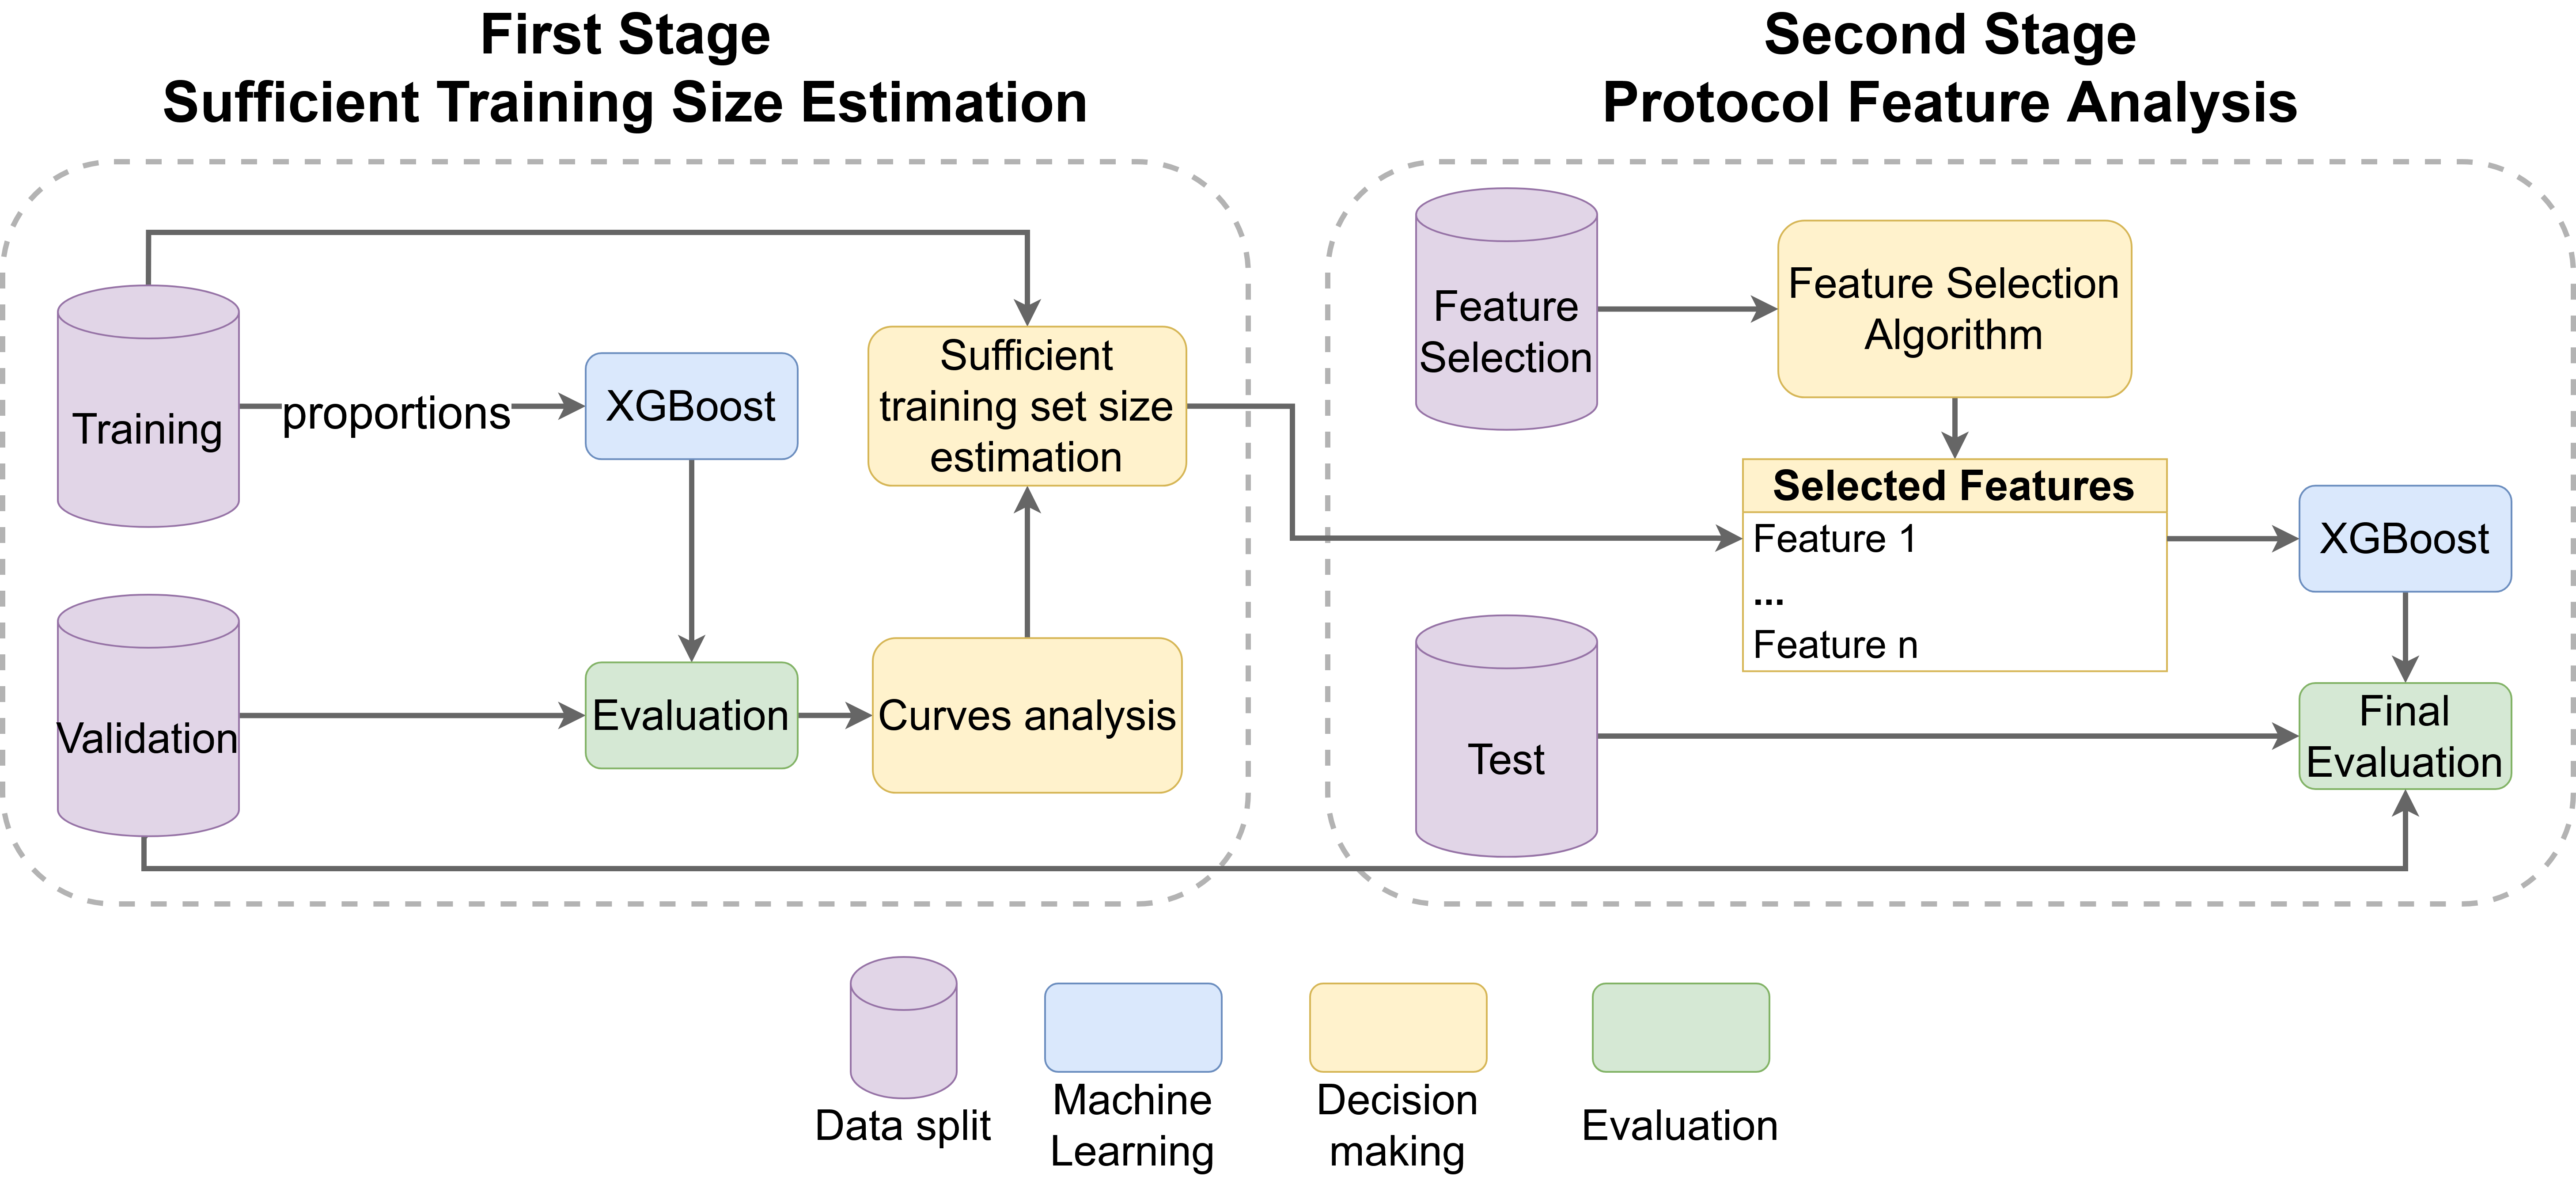 First Stage
Sufficient Training Size Estimation
Training
proportions
XGBoost
Sufficient
training set size
estimation
Validation
Evaluation
Curves analysis
Second Stage
Protocol Feature Analysis
Feature
Selection
Feature Selection
Algorithm
Selected Features
Feature 1
...
Feature n
XGBoost
Test
Final
Evaluation
Data split
Machine
Learning
Decision
making
Evaluation